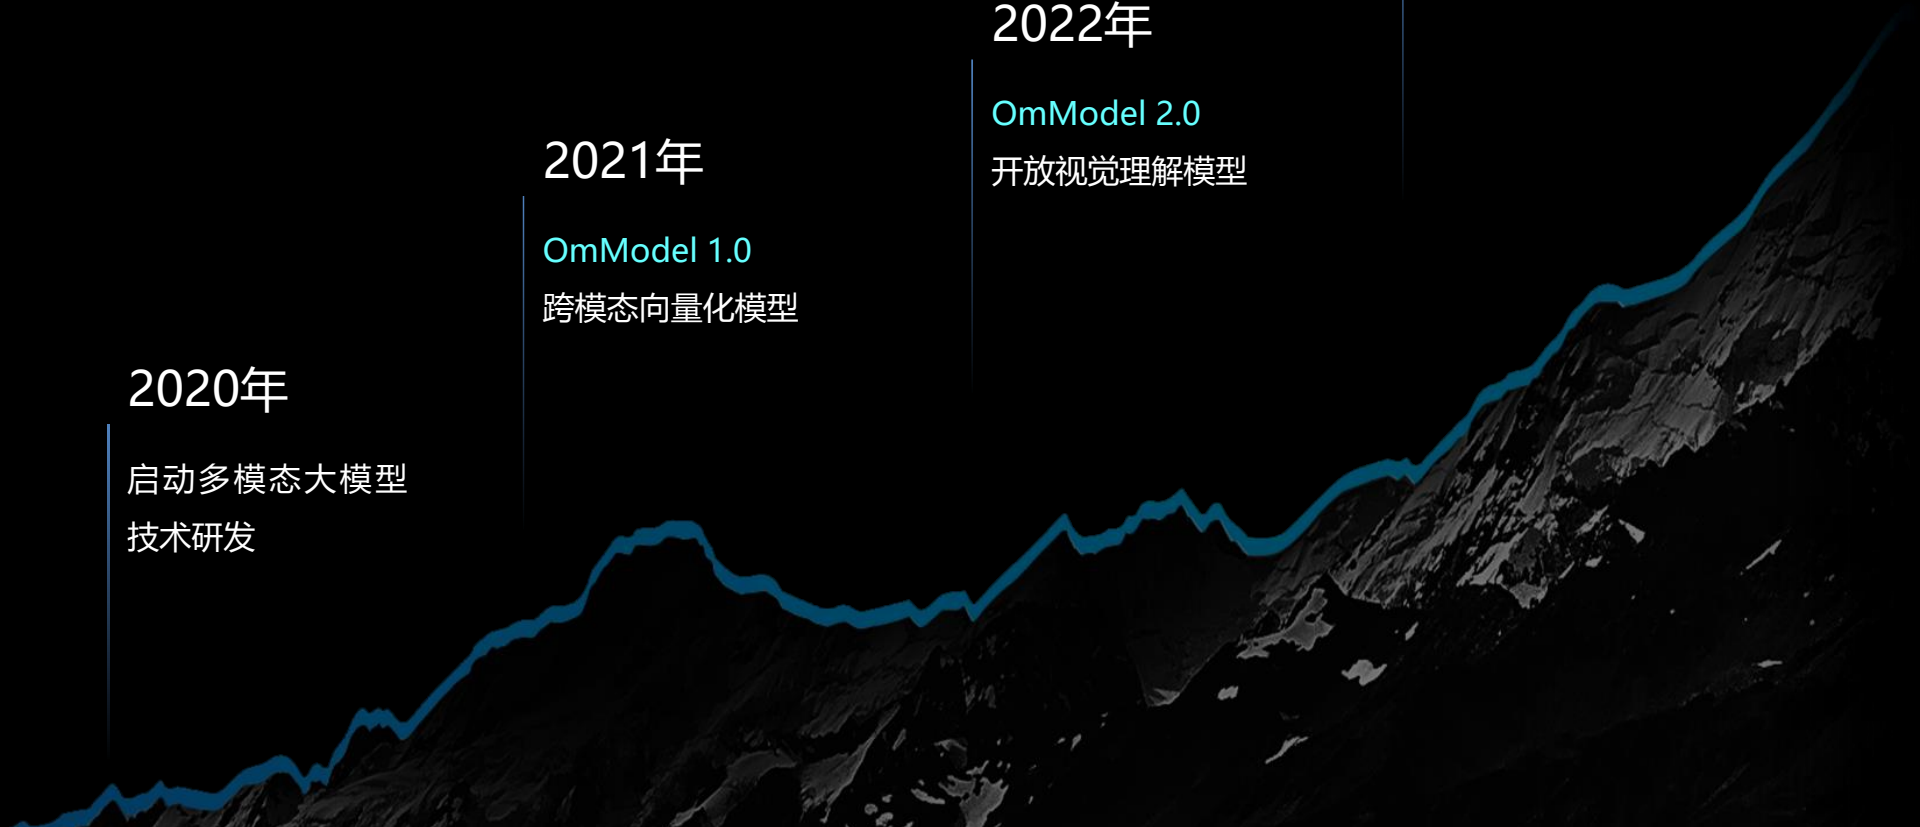 2020年
启动多模态大模型
技术研发
2021年
OmModel 1.0
跨模态向量化模型
2022年
OmModel 2.0
开放视觉理解模型